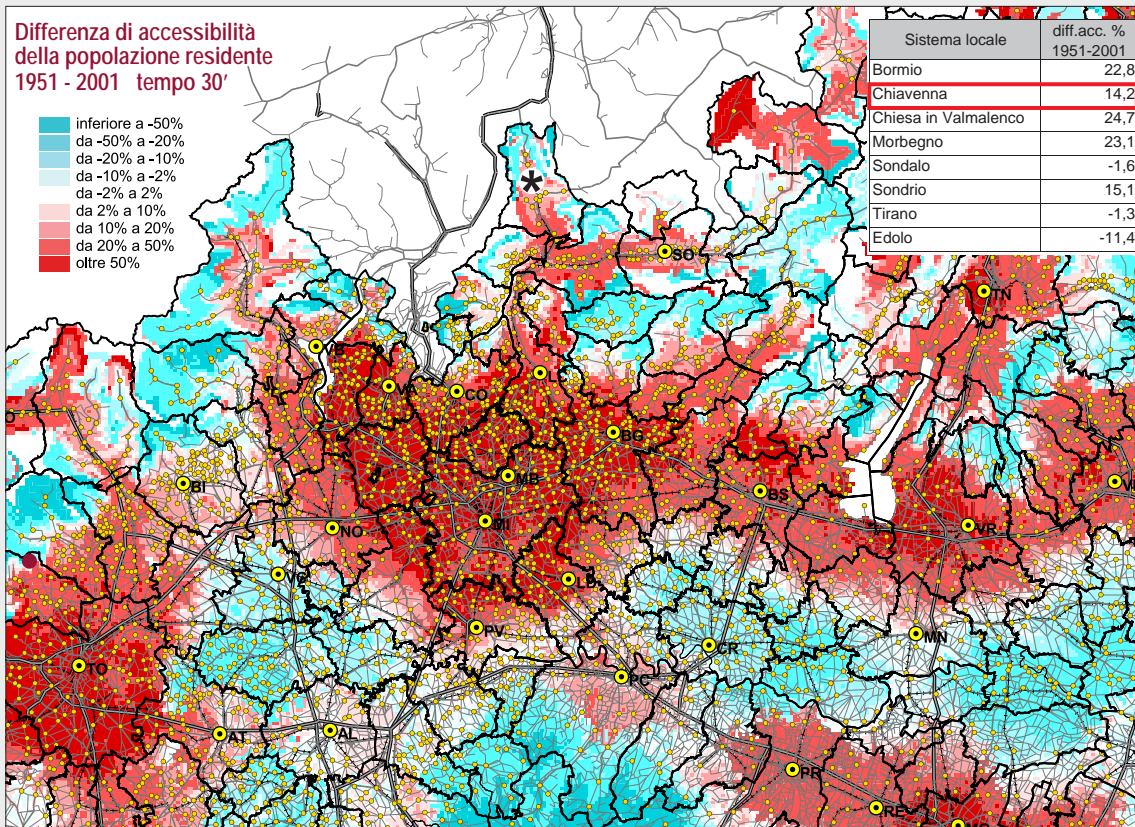 Differenza di accessibilità
della popolazione residente
1951 - 2001 tempo 30'
inferiore a -50%
da -50% a -20%
da -20% a -10%
da -10% a -2%
da -2% a 2%
da 2% a 10%
da 10% a 20%
da 20% a 50%
oltre 50%
Sistema locale diff.acc. % 1951-2001
Bormio 22,8
Chiavenna 14,2
Chiesa in Valmalenco 24,7
Morbegno 23,1
Sondalo -1,6
Sondrio 15,1
Tirano -1,3
Edolo -11,4
*
SO
TN
VB
VA
CO
BG
BI
MB
BS
NO
MI
VR
VC
LO
PV
MN
TO
CR
PC
AT
AL
PR
RE